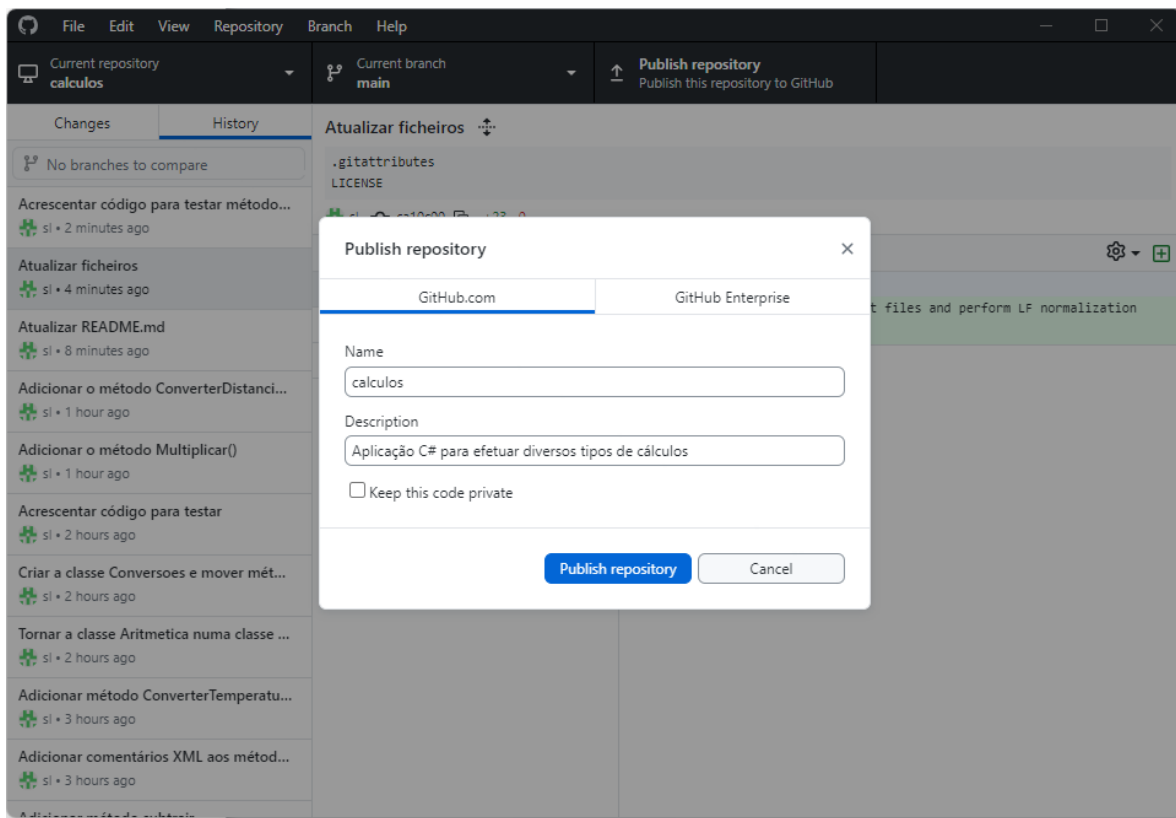 File Edit View Repository Branch Help
Current repository
calculos
Current branch
main
Publish repository
Publish this repository to GitHub
Changes History
No branches to compare
Acrescentar código para testar método...
sl • 2 minutes ago
Atualizar ficheiros
sl • 4 minutes ago
Atualizar README.md
sl • 8 minutes ago
Adicionar o método ConverterDistanci...
sl • 1 hour ago
Adicionar o método Multiplicar()
sl • 1 hour ago
Acrescentar código para testar
sl • 2 hours ago
Criar a classe Conversoes e mover mét...
sl • 2 hours ago
Tornar a classe Aritmetica numa classe ...
sl • 2 hours ago
Adicionar método ConverterTemperatu...
sl • 3 hours ago
Adicionar comentários XML aos métod...
sl • 3 hours ago
Atualizar ficheiros
.gitattributes
LICENSE
t files and perform LF normalization
Publish repository
GitHub.com GitHub Enterprise
Name
calculos
Description
Aplicação C# para efetuar diversos tipos de cálculos
Keep this code private
Publish repository Cancel